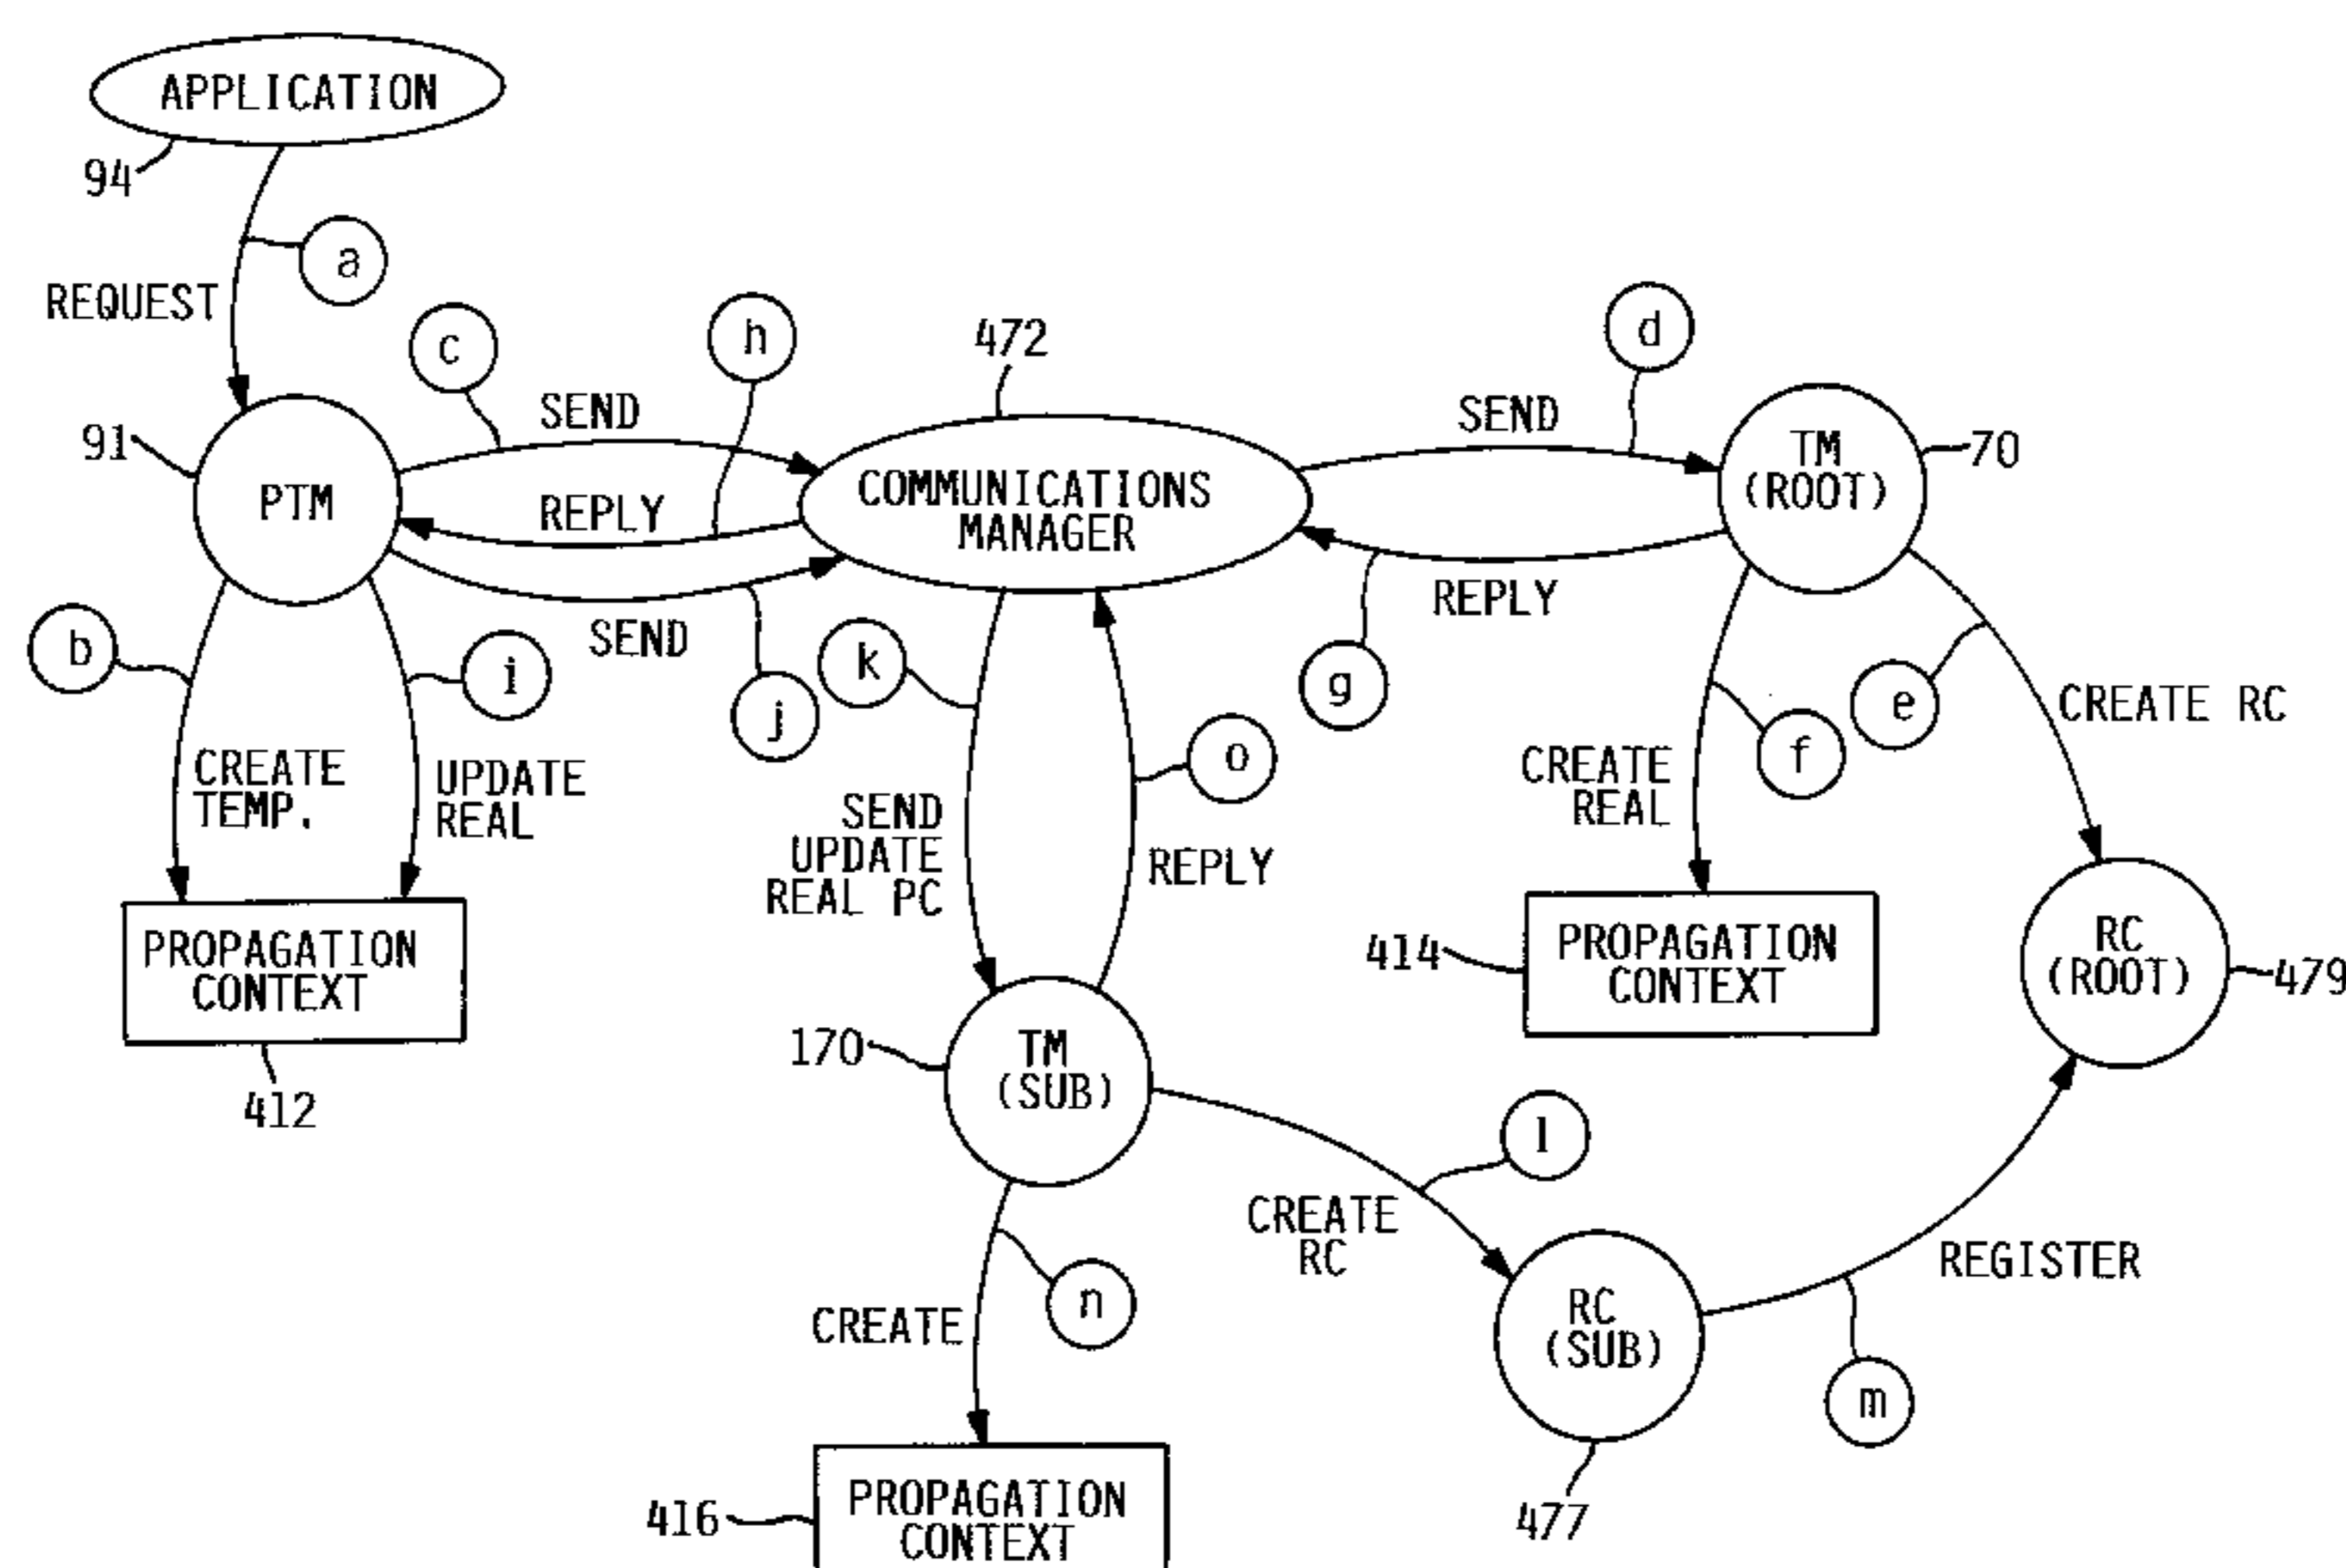 APPLICATION
94
a
REQUEST
c
h
472
d
SEND
SEND
91
PTM
REPLY
COMMUNICATIONS
MANAGER
TM
(ROOT)
70
REPLY
SEND
b
i
j
k
g
o
f
e
CREATE RC
CREATE
TEMP.
UPDATE
REAL
SEND
UPDATE
REAL PC
REPLY
CREATE
REAL
PROPAGATION
CONTEXT
412
414
PROPAGATION
CONTEXT
RC
(ROOT)
479
170
TM
(SUB)
l
CREATE
RC
REGISTER
n
CREATE
RC
(SUB)
m
416
PROPAGATION
CONTEXT
477